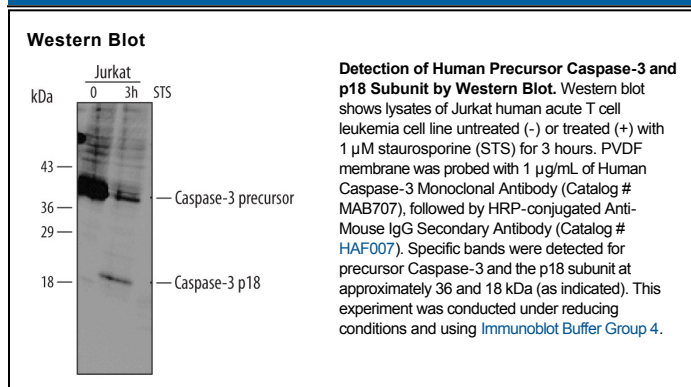 Western Blot
Jurkat
kDa 0 3h STS
43
Caspase-3 precursor
36
29
18
Caspase-3 p18
Detection of Human Precursor Caspase-3 and
p18 Subunit by Western Blot. Western blot
shows lysates of Jurkat human acute T cell
leukemia cell line untreated (-) or treated (+) with
1 µM staurosporine (STS) for 3 hours. PVDF
membrane was probed with 1 µg/mL of Human
Caspase-3 Monoclonal Antibody (Catalog #
MAB707), followed by HRP-conjugated Anti-
Mouse IgG Secondary Antibody (Catalog #
HAF007). Specific bands were detected for
precursor Caspase-3 and the p18 subunit at
approximately 36 and 18 kDa (as indicated). This
experiment was conducted under reducing
conditions and using Immunoblot Buffer Group 4.